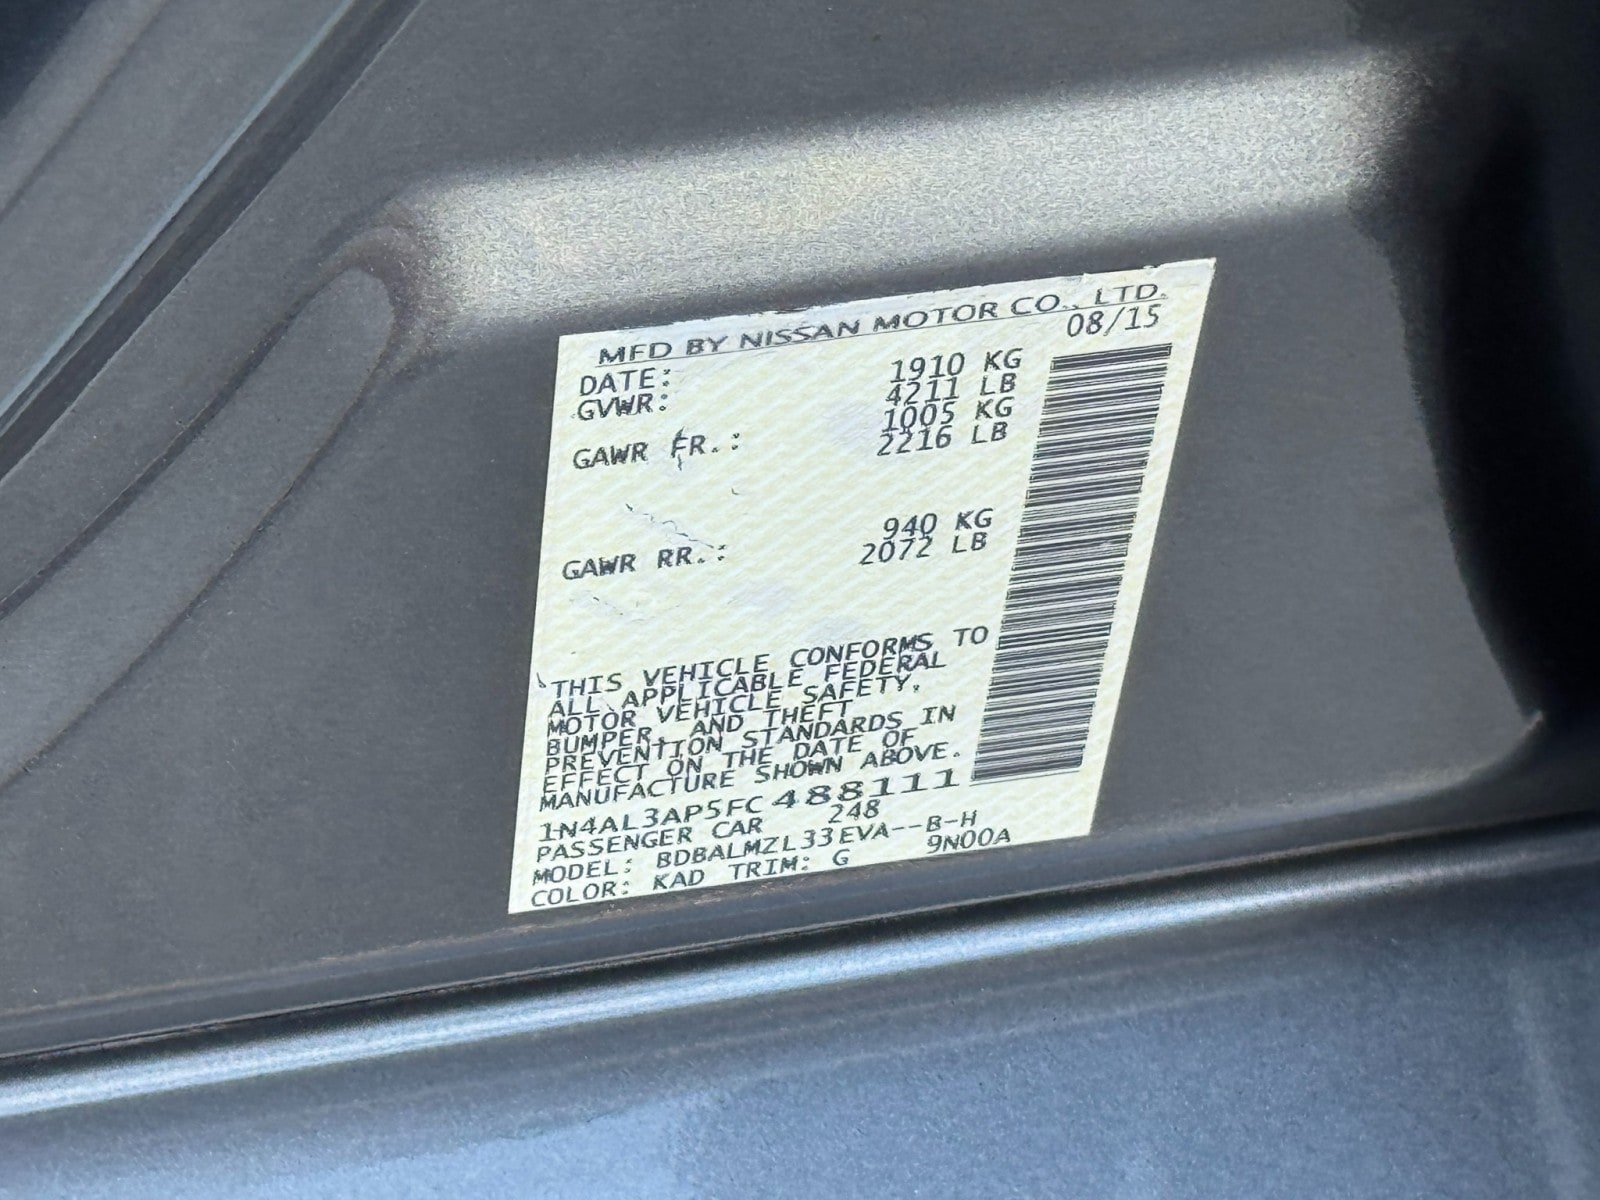 MFD BY NISSAN MOTOR CO., LTD.
DATE: 08/15
GVWR: 1910 KG
4211 LB
GAWR FR.: 1005 KG
2216 LB
GAWR RR.: 940 KG
2072 LB
THIS VEHICLE CONFORMS TO
ALL APPLICABLE FEDERAL
MOTOR VEHICLE SAFETY,
BUMPER, AND THEFT
PREVENTION STANDARDS IN
EFFECT ON THE DATE OF
MANUFACTURE SHOWN ABOVE.
1N4AL3AP5FC488111
PASSENGER CAR 248
MODEL: BDBALMZL33EVA--B-H
COLOR: KAD TRIM: G 9N00A